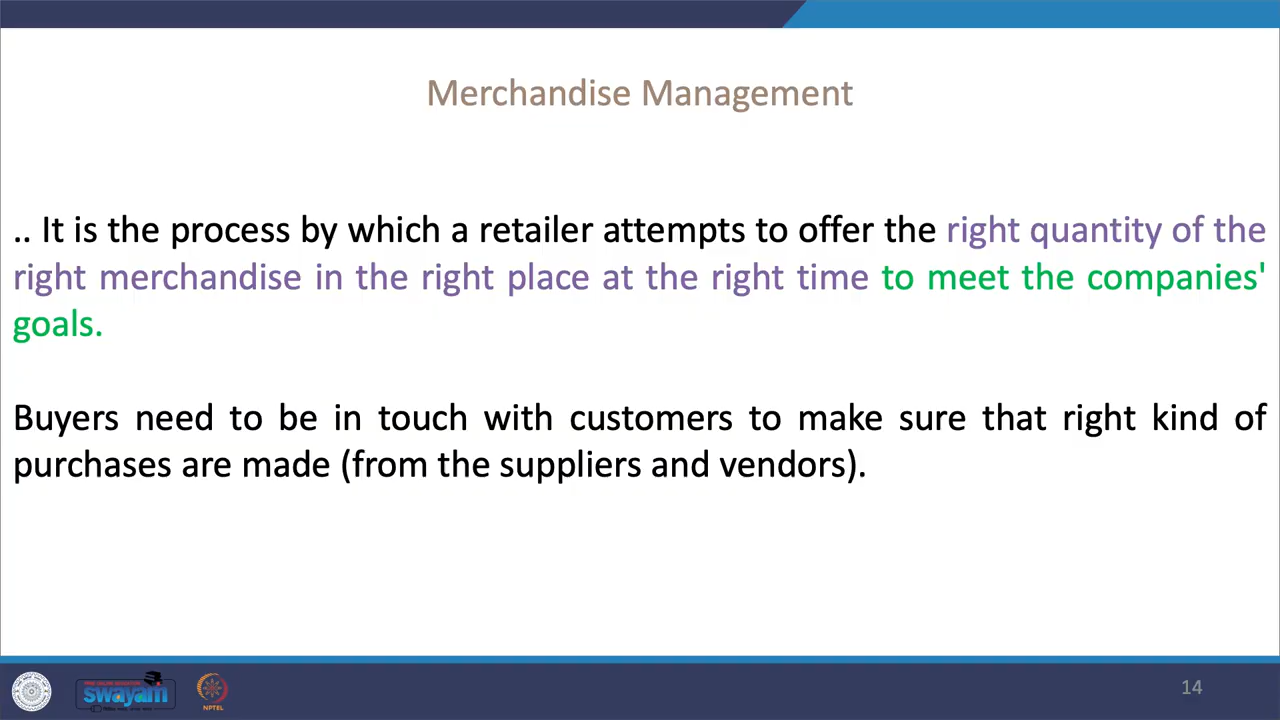 Merchandise Management
.. It is the process by which a retailer attempts to offer the right quantity of the
right merchandise in the right place at the right time to meet the companies'
goals.
Buyers need to be in touch with customers to make sure that right kind of
purchases are made (from the suppliers and vendors).
swayam
NPTEL
14